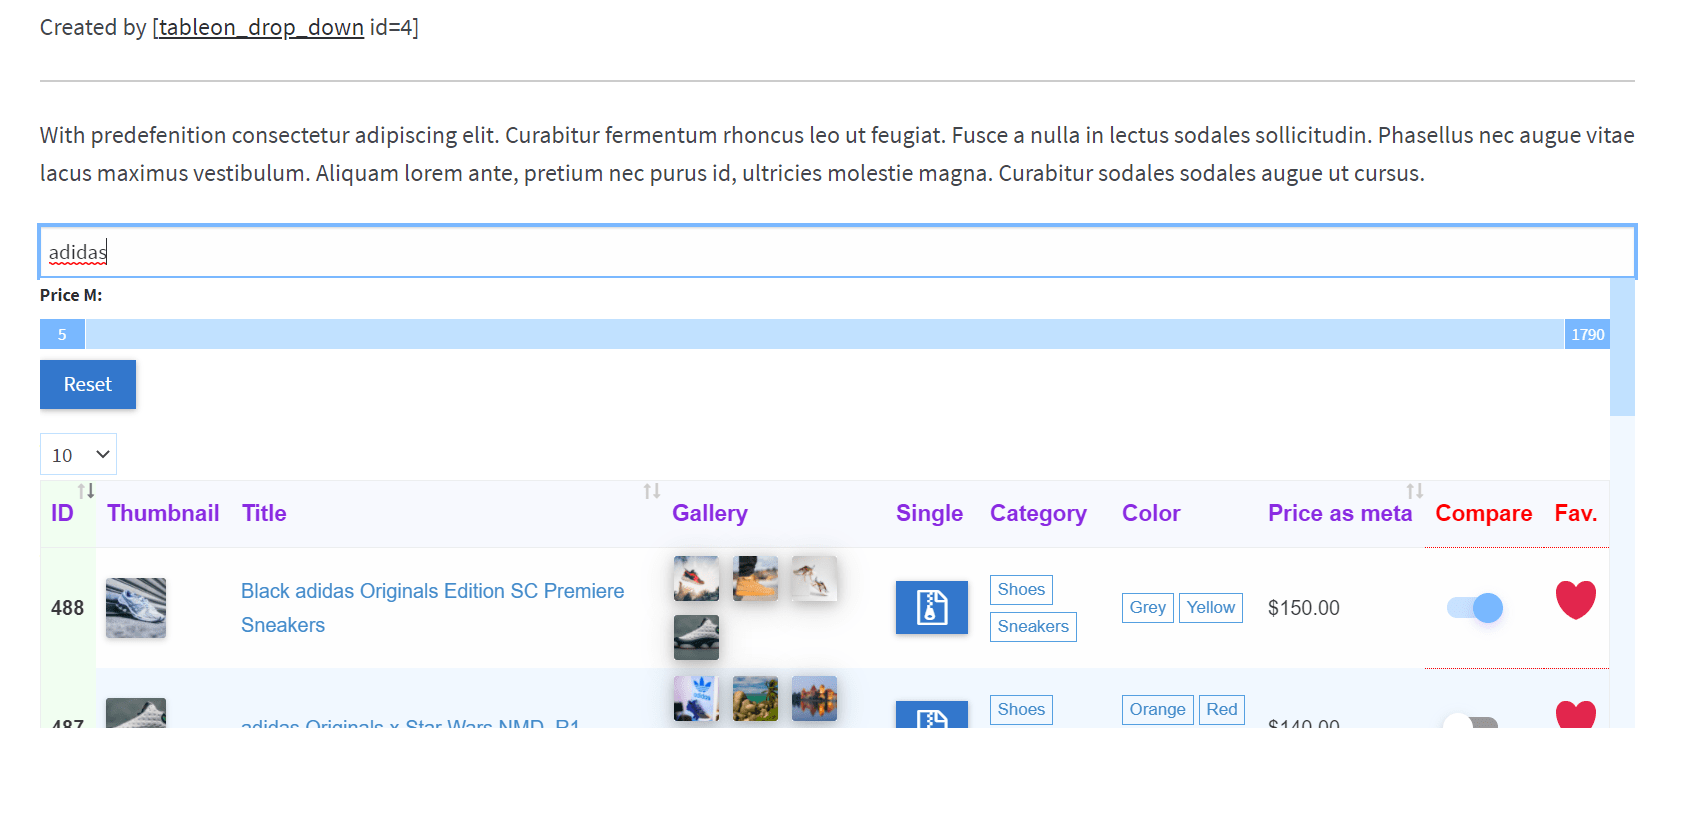 Created by [tableon_drop_down id=4]
With predefenition consectetur adipiscing elit. Curabitur fermentum rhoncus leo ut feugiat. Fusce a nulla in lectus sodales sollicitudin. Phasellus nec augue vitae
lacus maximus vestibulum. Aliquam lorem ante, pretium nec purus id, ultricies molestie magna. Curabitur sodales sodales augue ut cursus.
adidas
Price M:
5 1790
Reset
10
ID Thumbnail Title Gallery Single Category Color Price as meta Compare Fav.
488 Black adidas Originals Edition SC Premiere Sneakers Shoes Sneakers Grey Yellow $150.00
487 adidas Originals x Star Wars NMD_R1 adidas Shoes Orange Red $140.00